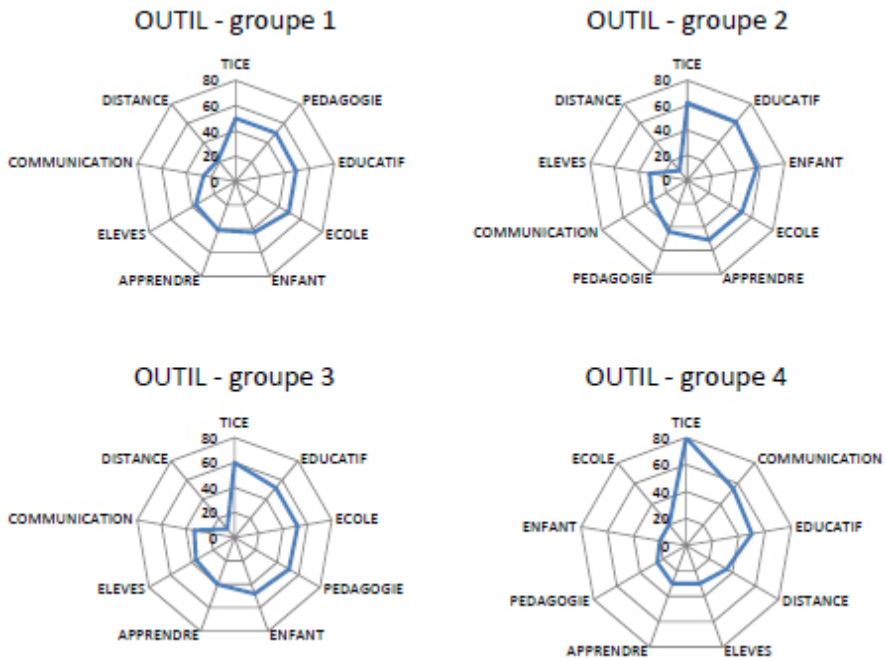 OUTIL - groupe 1
TICE
80
DISTANCE
PEDAGOGIE
60
40
COMMUNICATION
20
EDUCATIF
0
ELEVES
ECOLE
APPRENDRE
ENFANT
OUTIL - groupe 2
TICE
80
DISTANCE
EDUCATIF
60
40
ELEVES
20
ENFANT
0
COMMUNICATION
ECOLE
PEDAGOGIE
APPRENDRE
OUTIL - groupe 3
TICE
80
DISTANCE
EDUCATIF
60
40
COMMUNICATION
20
ECOLE
0
ELEVES
PEDAGOGIE
APPRENDRE
ENFANT
OUTIL - groupe 4
TICE
80
ECOLE
COMMUNICATION
60
40
ENFANT
20
EDUCATIF
0
PEDAGOGIE
DISTANCE
APPRENDRE
ELEVES